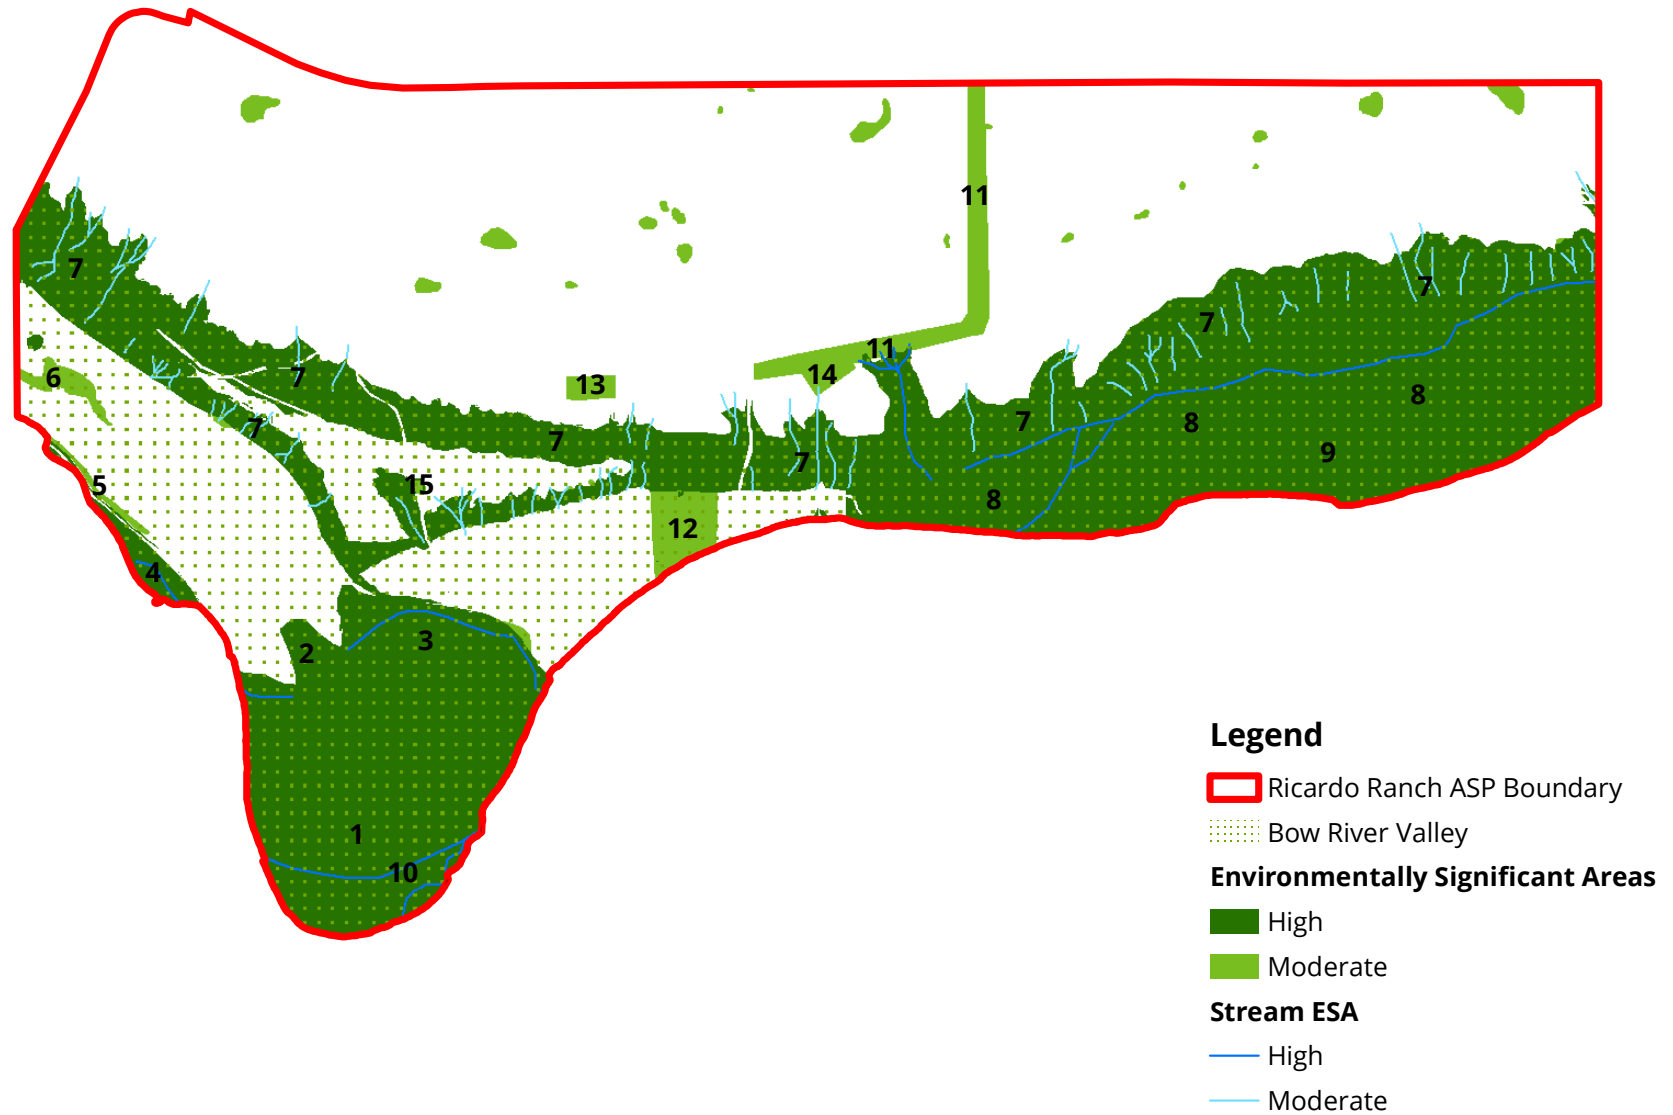 11
7
7
7
11
14
6
7
13
8
7
7
7
8
9
7
15
5
8
12
4
3
2
1
10
Legend
Ricardo Ranch ASP Boundary
Bow River Valley
Environmentally Significant Areas
High
Moderate
Stream ESA
High
Moderate